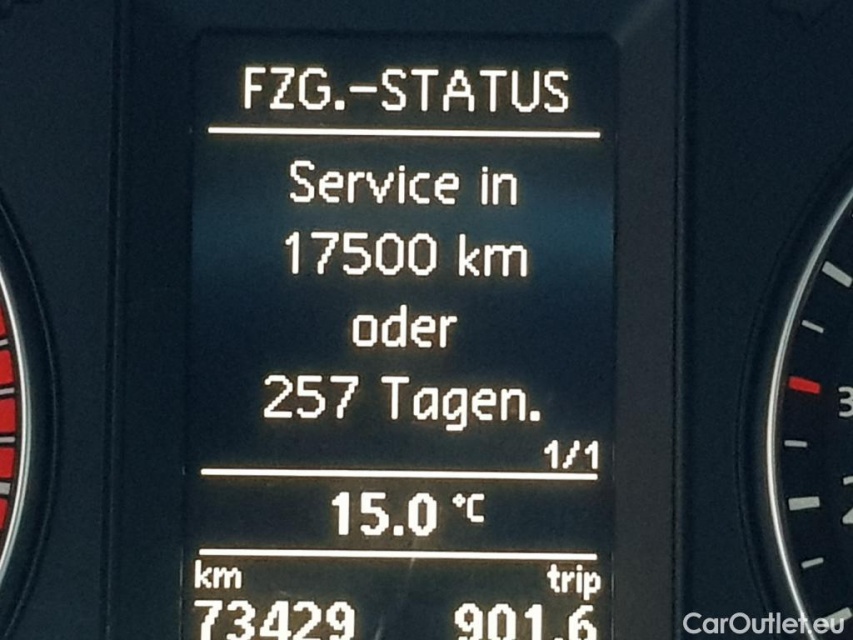 FZG.-STATUS
Service in
17500 km
oder
257 Tagen.
1/1
15.0 °C
km trip
73429 901.6
3
CarOutlet.eu